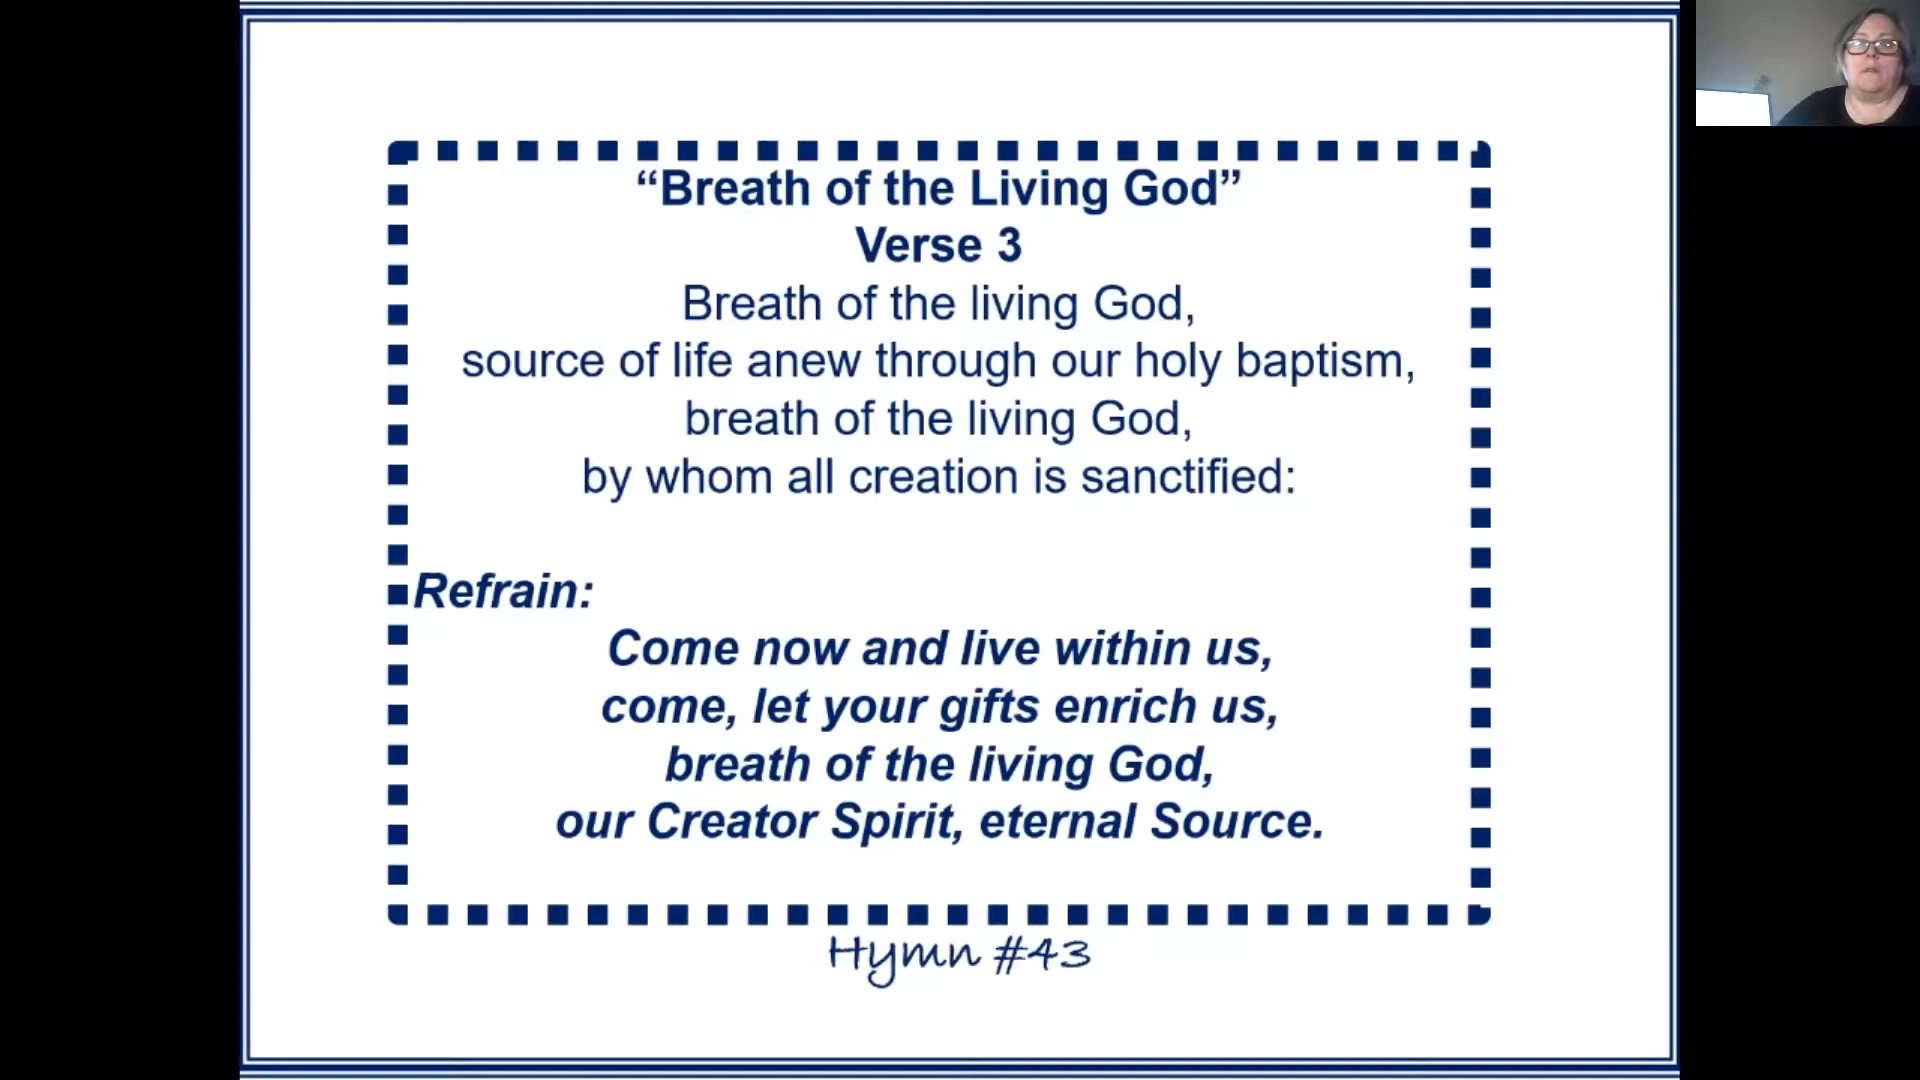 “Breath of the Living God”
Verse 3
Breath of the living God,
source of life anew through our holy baptism,
breath of the living God,
by whom all creation is sanctified:
Refrain:
Come now and live within us,
come, let your gifts enrich us,
breath of the living God,
our Creator Spirit, eternal Source.
Hymn #43